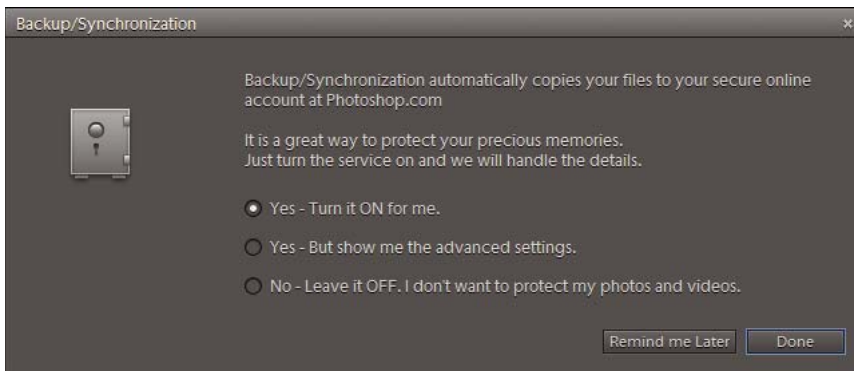 Backup/Synchronization
Backup/Synchronization automatically copies your files to your secure online
account at Photoshop.com
It is a great way to protect your precious memories.
Just turn the service on and we will handle the details.
Yes - Turn it ON for me.
Yes - But show me the advanced settings.
No - Leave it OFF. I don't want to protect my photos and videos.
Remind me Later Done